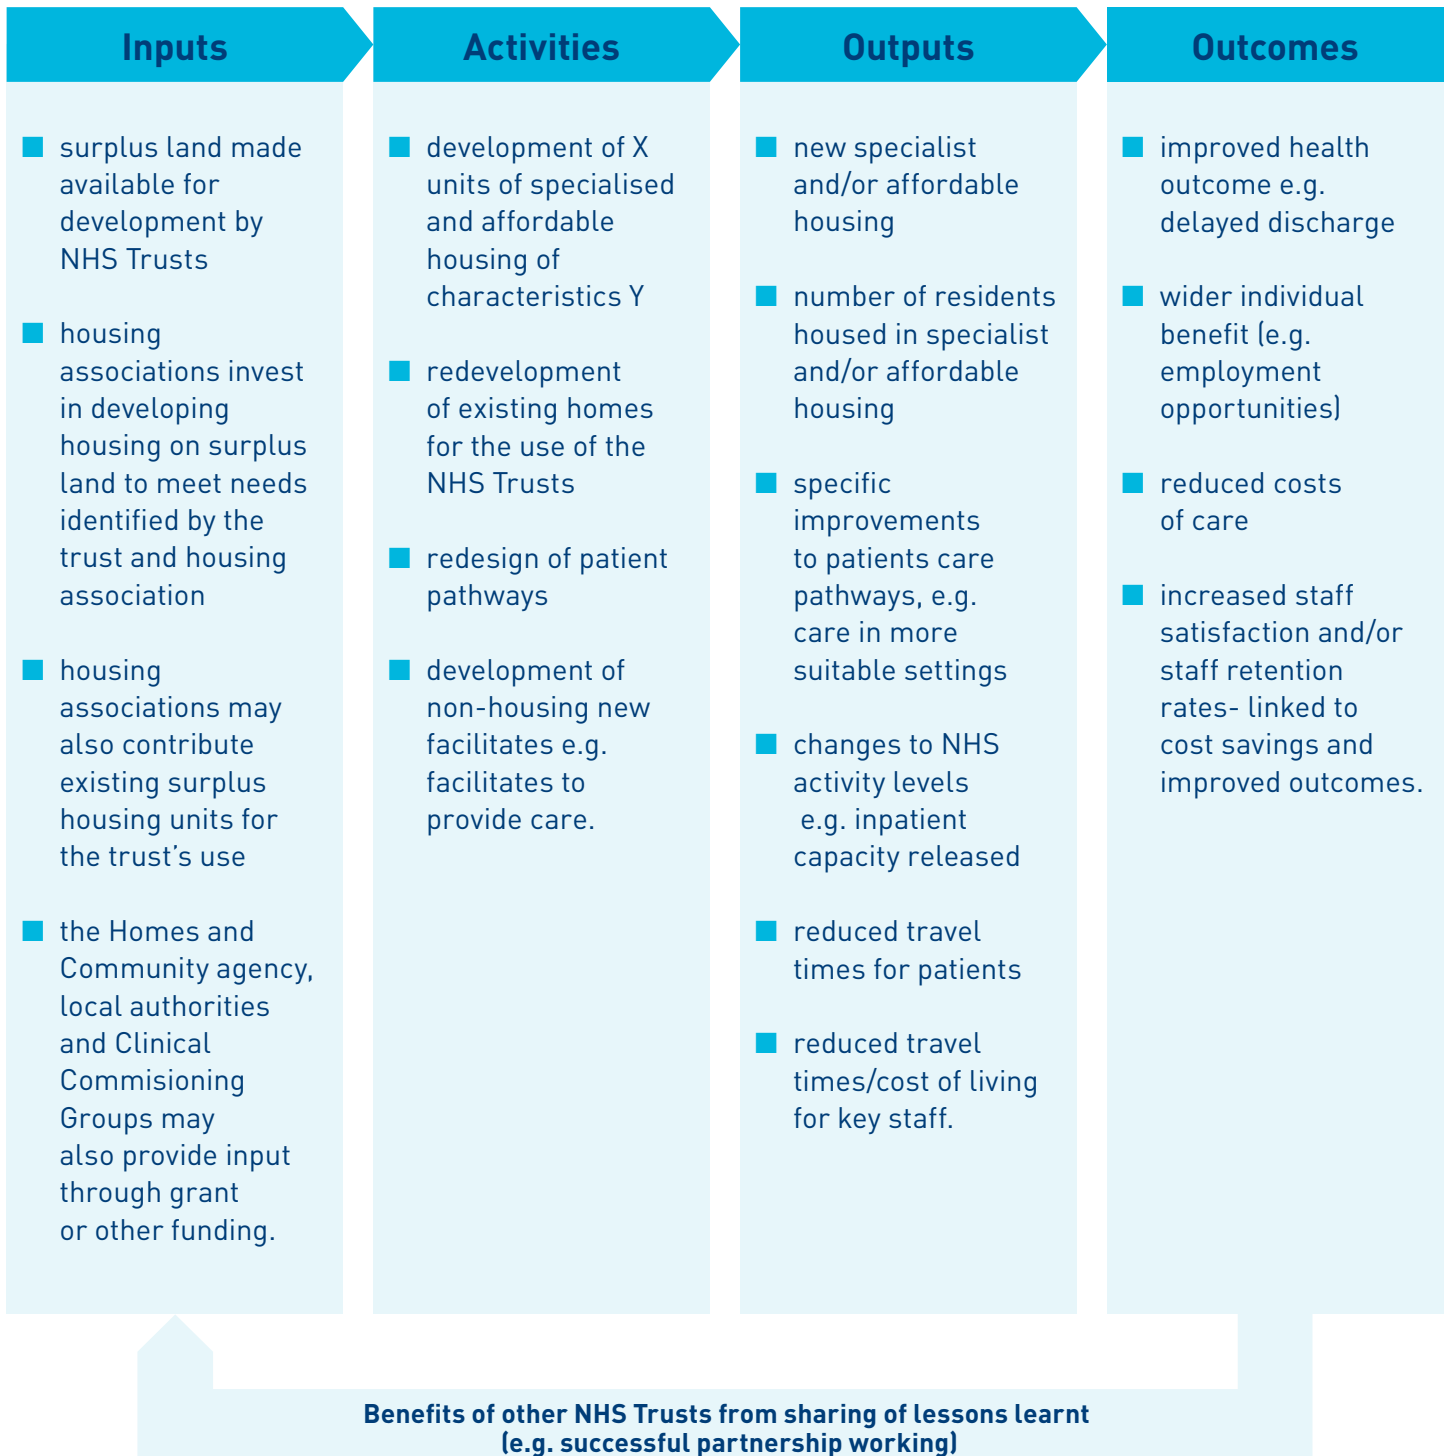 Inputs
surplus land made
available for
development by
NHS Trusts
housing
associations invest
in developing
housing on surplus
land to meet needs
identified by the
trust and housing
association
housing
associations may
also contribute
existing surplus
housing units for
the trust’s use
the Homes and
Community agency,
local authorities
and Clinical
Commisioning
Groups may
also provide input
through grant
or other funding.
Activities
development of X
units of specialised
and affordable
housing of
characteristics Y
redevelopment
of existing homes
for the use of the
NHS Trusts
redesign of patient
pathways
development of
non-housing new
facilitates e.g.
facilitates to
provide care.
Outputs
new specialist
and/or affordable
housing
number of residents
housed in specialist
and/or affordable
housing
specific
improvements
to patients care
pathways, e.g.
care in more
suitable settings
changes to NHS
activity levels
e.g. inpatient
capacity released
reduced travel
times for patients
reduced travel
times/cost of living
for key staff.
Outcomes
improved health
outcome e.g.
delayed discharge
wider individual
benefit (e.g.
employment
opportunities)
reduced costs
of care
increased staff
satisfaction and/or
staff retention
rates- linked to
cost savings and
improved outcomes.
Benefits of other NHS Trusts from sharing of lessons learnt
(e.g. successful partnership working)